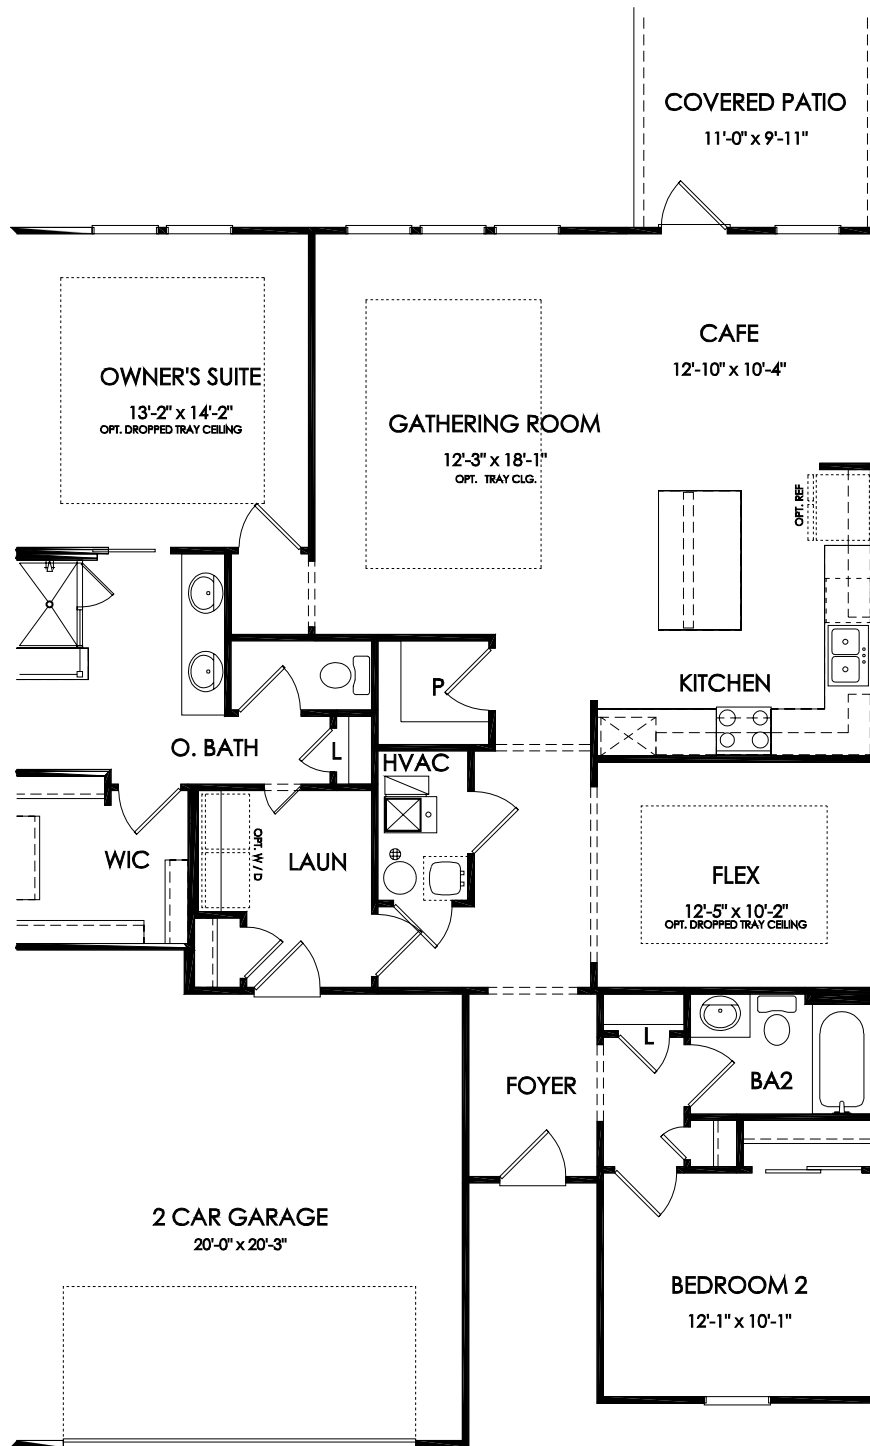 COVERED PATIO
11'-0" x 9'-11"
CAFE
12'-10" x 10'-4"
OWNER'S SUITE
13'-2" x 14'-2"
OPT. DROPPED TRAY CEILING
GATHERING ROOM
12'-3" x 18'-1"
OPT. TRAY CLG.
OPT. REF
KITCHEN
P
O. BATH
L
HVAC
OPT. W / D
WIC
LAUN
FLEX
12'-5" x 10'-2"
OPT. DROPPED TRAY CEILING
L
FOYER
BA2
2 CAR GARAGE
20'-0" x 20'-3"
BEDROOM 2
12'-1" x 10'-1"